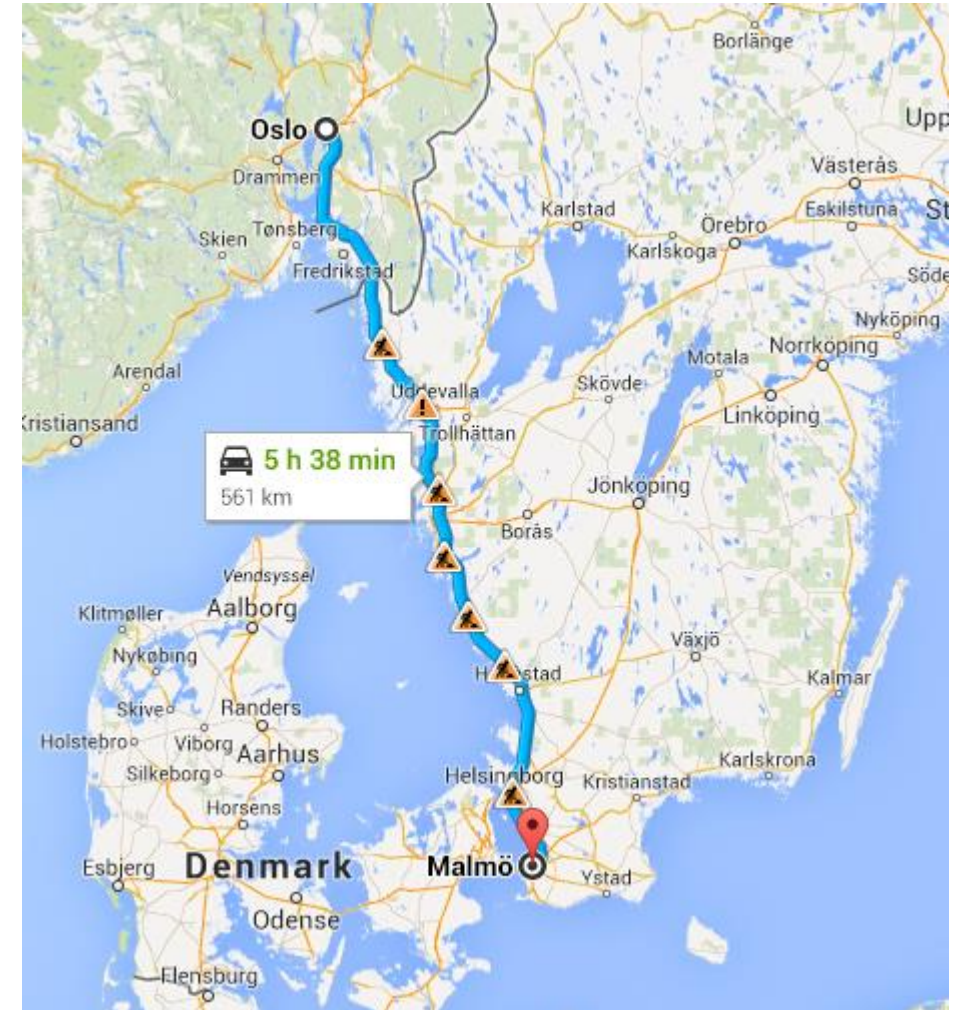 Borlänge
Upp
Oslo
Drammen
Västerås
Karlstad
Eskilstuna
St
Örebro
Skien
Tønsberg
Karlskoga
Fredrikstad
Söde
Nyköping
Norrköping
Motala
Arendal
Uddevalla
Skövde
Kristiansand
Linköping
Trollhättan
5 h 38 min
561 km
Jönköping
Borås
Vendsyssel
Klitmøller
Aalborg
Växjö
Nykøbing
Kalmar
Skive
Randers
Holstebro
Viborg
Aarhus
Karlskrona
Silkeborg
Helsingborg
Kristianstad
Horsens
Esbjerg
Denmark
Malmö
Ystad
Odense
Flensburg